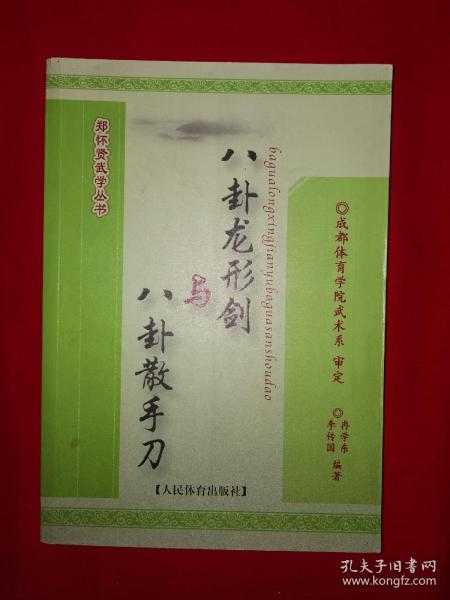 郑怀贤武学丛书
八卦龙形剑
与
八卦散手刀
bagualongxingjianyubaguasanshoudao
◎成都体育学院武术系 审定
◎冉学东
李传国 编著
【人民体育出版社】
孔夫子旧书网
www.kongfz.com